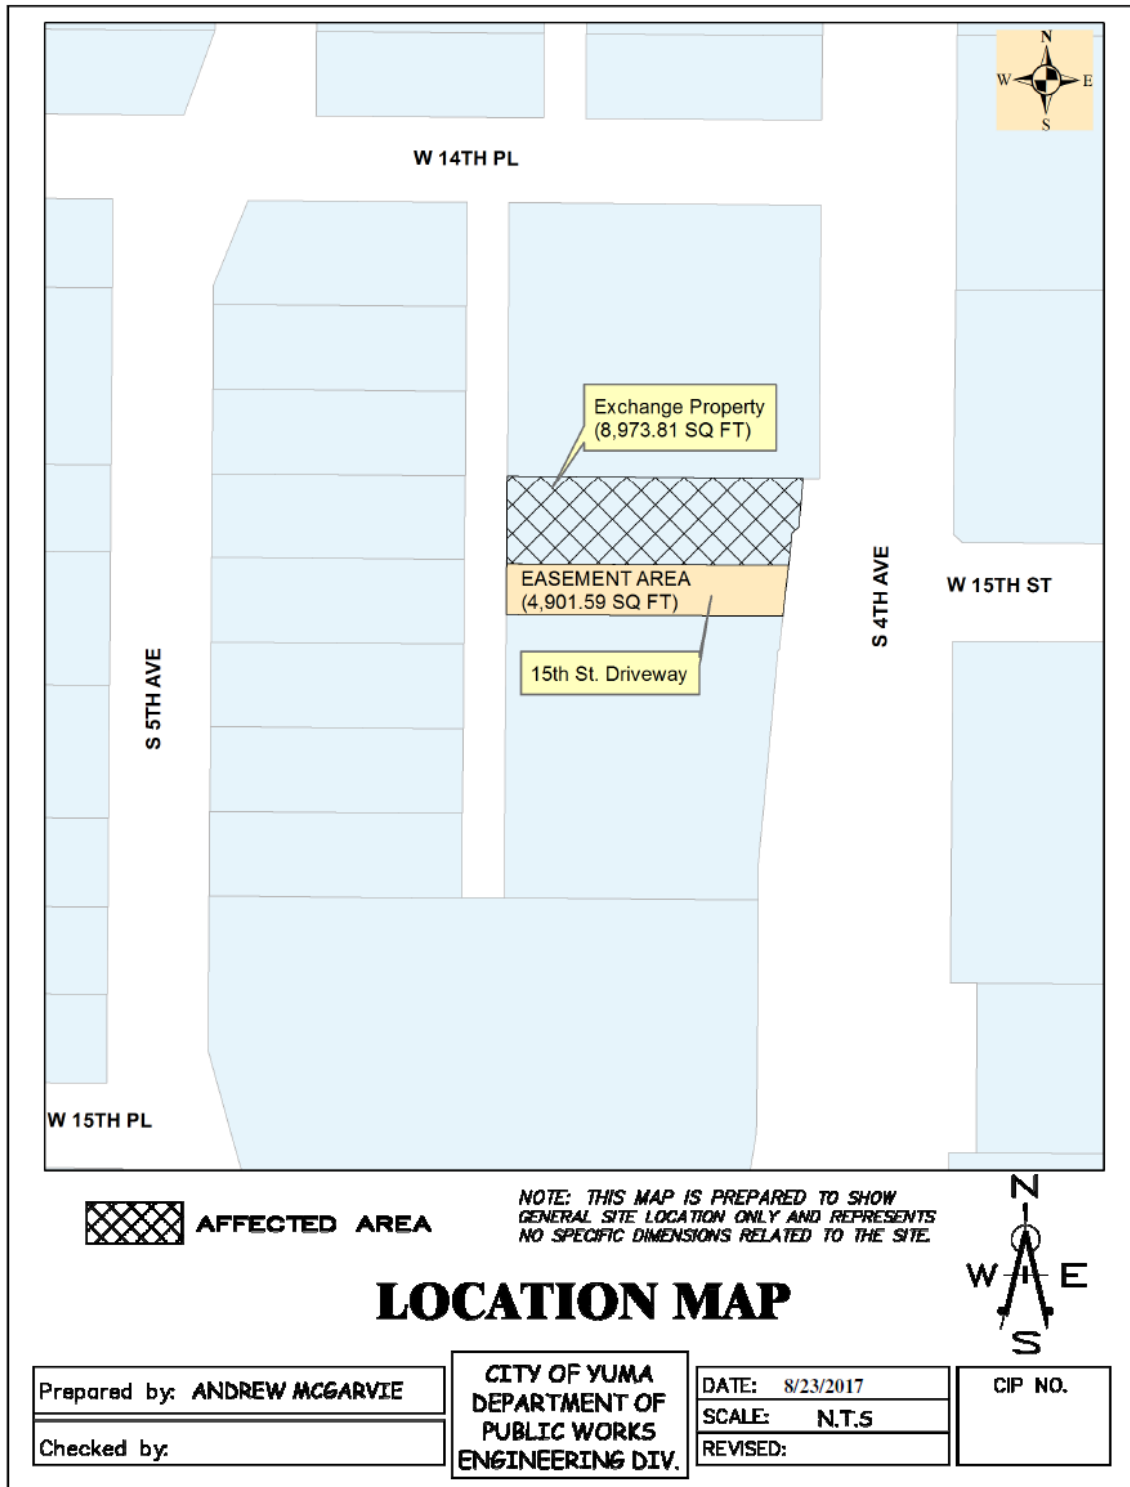 N
W E
S
W 14TH PL
Exchange Property
(8,973.81 SQ FT)
EASEMENT AREA
(4,901.59 SQ FT)
S 4TH AVE
W 15TH ST
15th St. Driveway
S 5TH AVE
W 15TH PL
AFFECTED AREA
NOTE: THIS MAP IS PREPARED TO SHOW
GENERAL SITE LOCATION ONLY AND REPRESENTS
NO SPECIFIC DIMENSIONS RELATED TO THE SITE.
N
W E
S
LOCATION MAP
Prepared by: ANDREW MCGARVIE
Checked by:
CITY OF YUMA
DEPARTMENT OF
PUBLIC WORKS
ENGINEERING DIV.
DATE: 8/23/2017
SCALE: N.T.S
REVISED:
CIP NO.